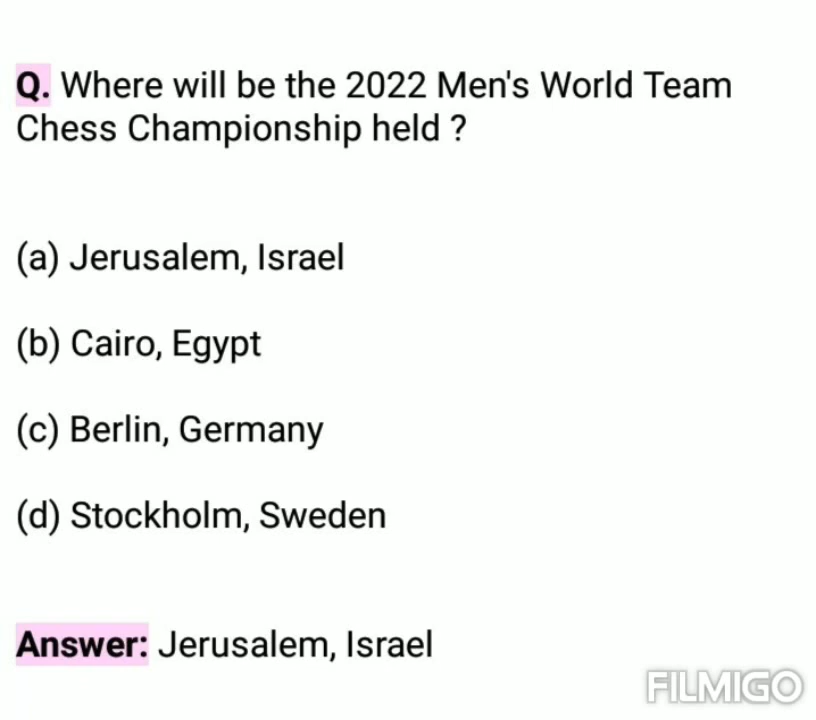 Q. Where will be the 2022 Men's World Team
Chess Championship held ?
(a) Jerusalem, Israel
(b) Cairo, Egypt
(c) Berlin, Germany
(d) Stockholm, Sweden
Answer: Jerusalem, Israel
FILMIGO